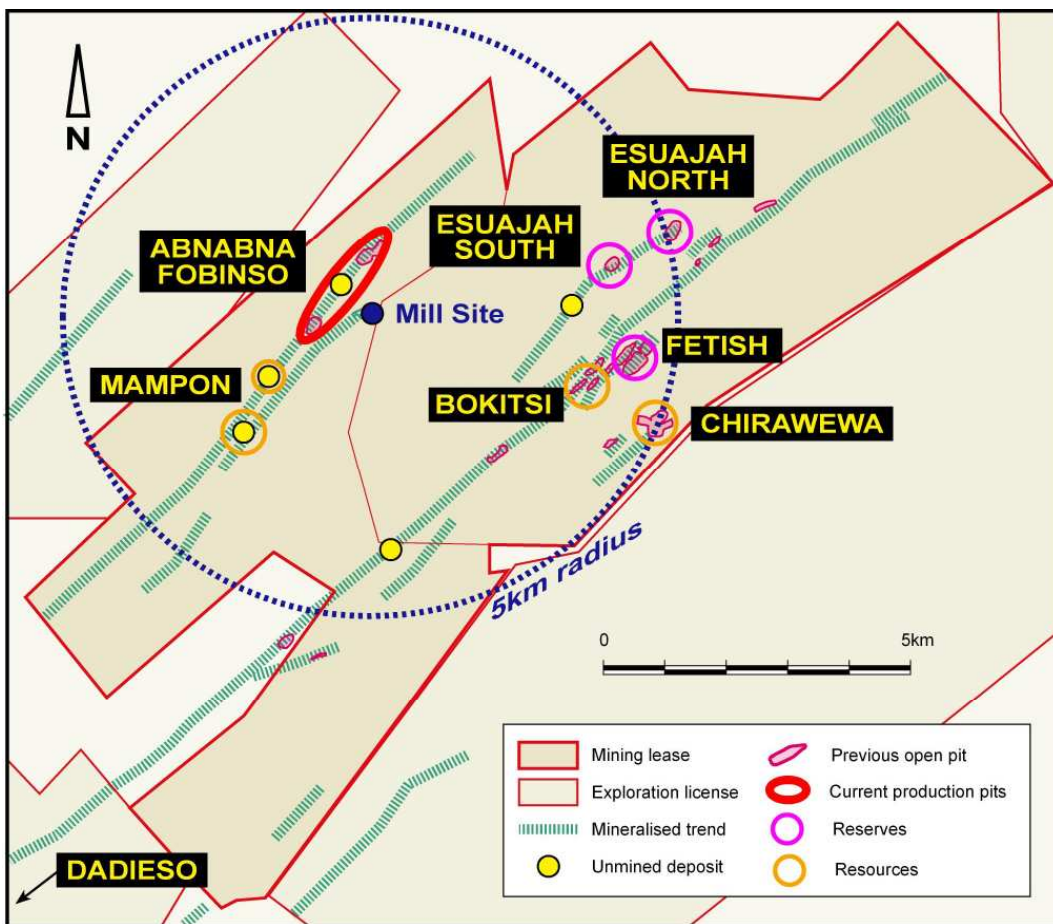 N
ESUAJAH
NORTH
ESUAJAH
SOUTH
ABNABNA
FOBINSO
Mill Site
MAMPON
FETISH
BOKITSI
CHIRAWEWA
5km radius
0 5km
Mining lease
Exploration license
Mineralised trend
Unmined deposit
Previous open pit
Current production pits
Reserves
Resources
DADIESO